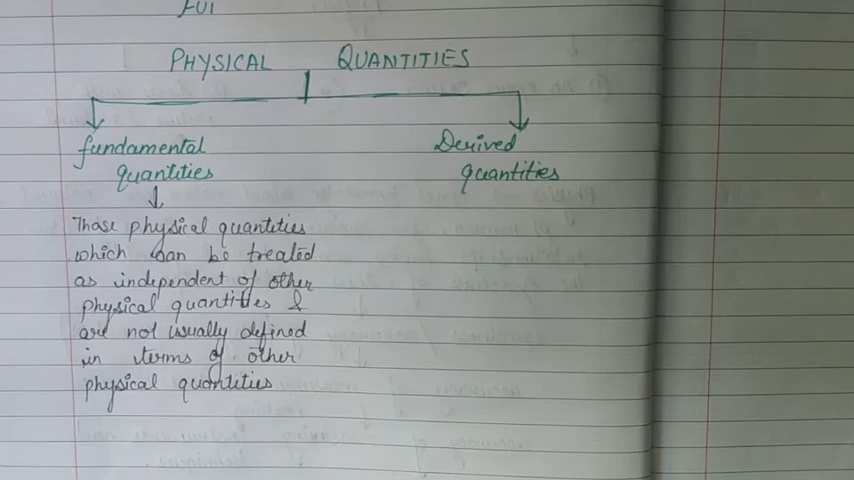 PHYSICAL QUANTITIES
fundamental
quantities
Derived
quantities
Those physical quantities
which can be treated
as independent of other
physical quantities &
are not usually defined
in terms of other
physical quantities